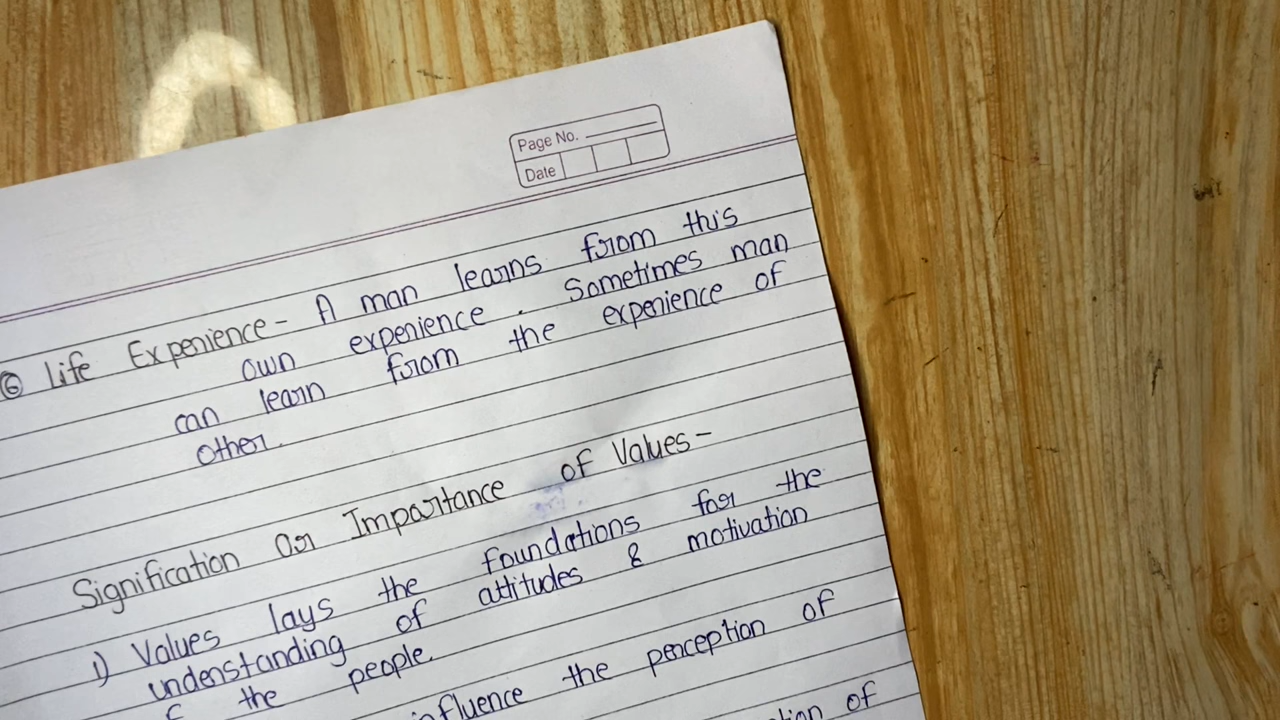 Page No.
Date
6 Life Experience - A man learns from this
own experience. Sometimes man
can learn from the experience of
other.
Signification Or Importance of Values -
1) Values lays the foundations for the
understanding of attitudes & motivation
of the people.
influence the perception of
of